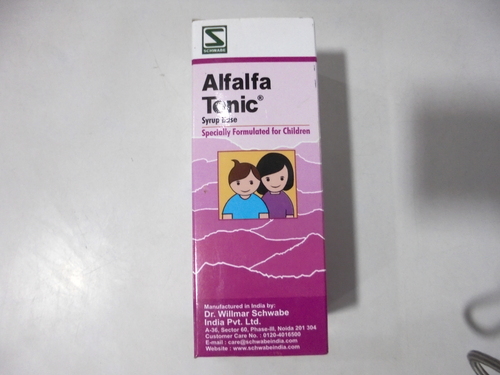 SCHWABE
Alfalfa
Tonic®
Syrup Base
Specially Formulated for Children
Manufactured in India by:
Dr. Willmar Schwabe
India Pvt. Ltd.
A-36, Sector 60, Phase-III, Noida 201 304
Customer Care No. : 0120-4016500
E-mail : care@schwabeindia.com
Website : www.schwabeindia.com